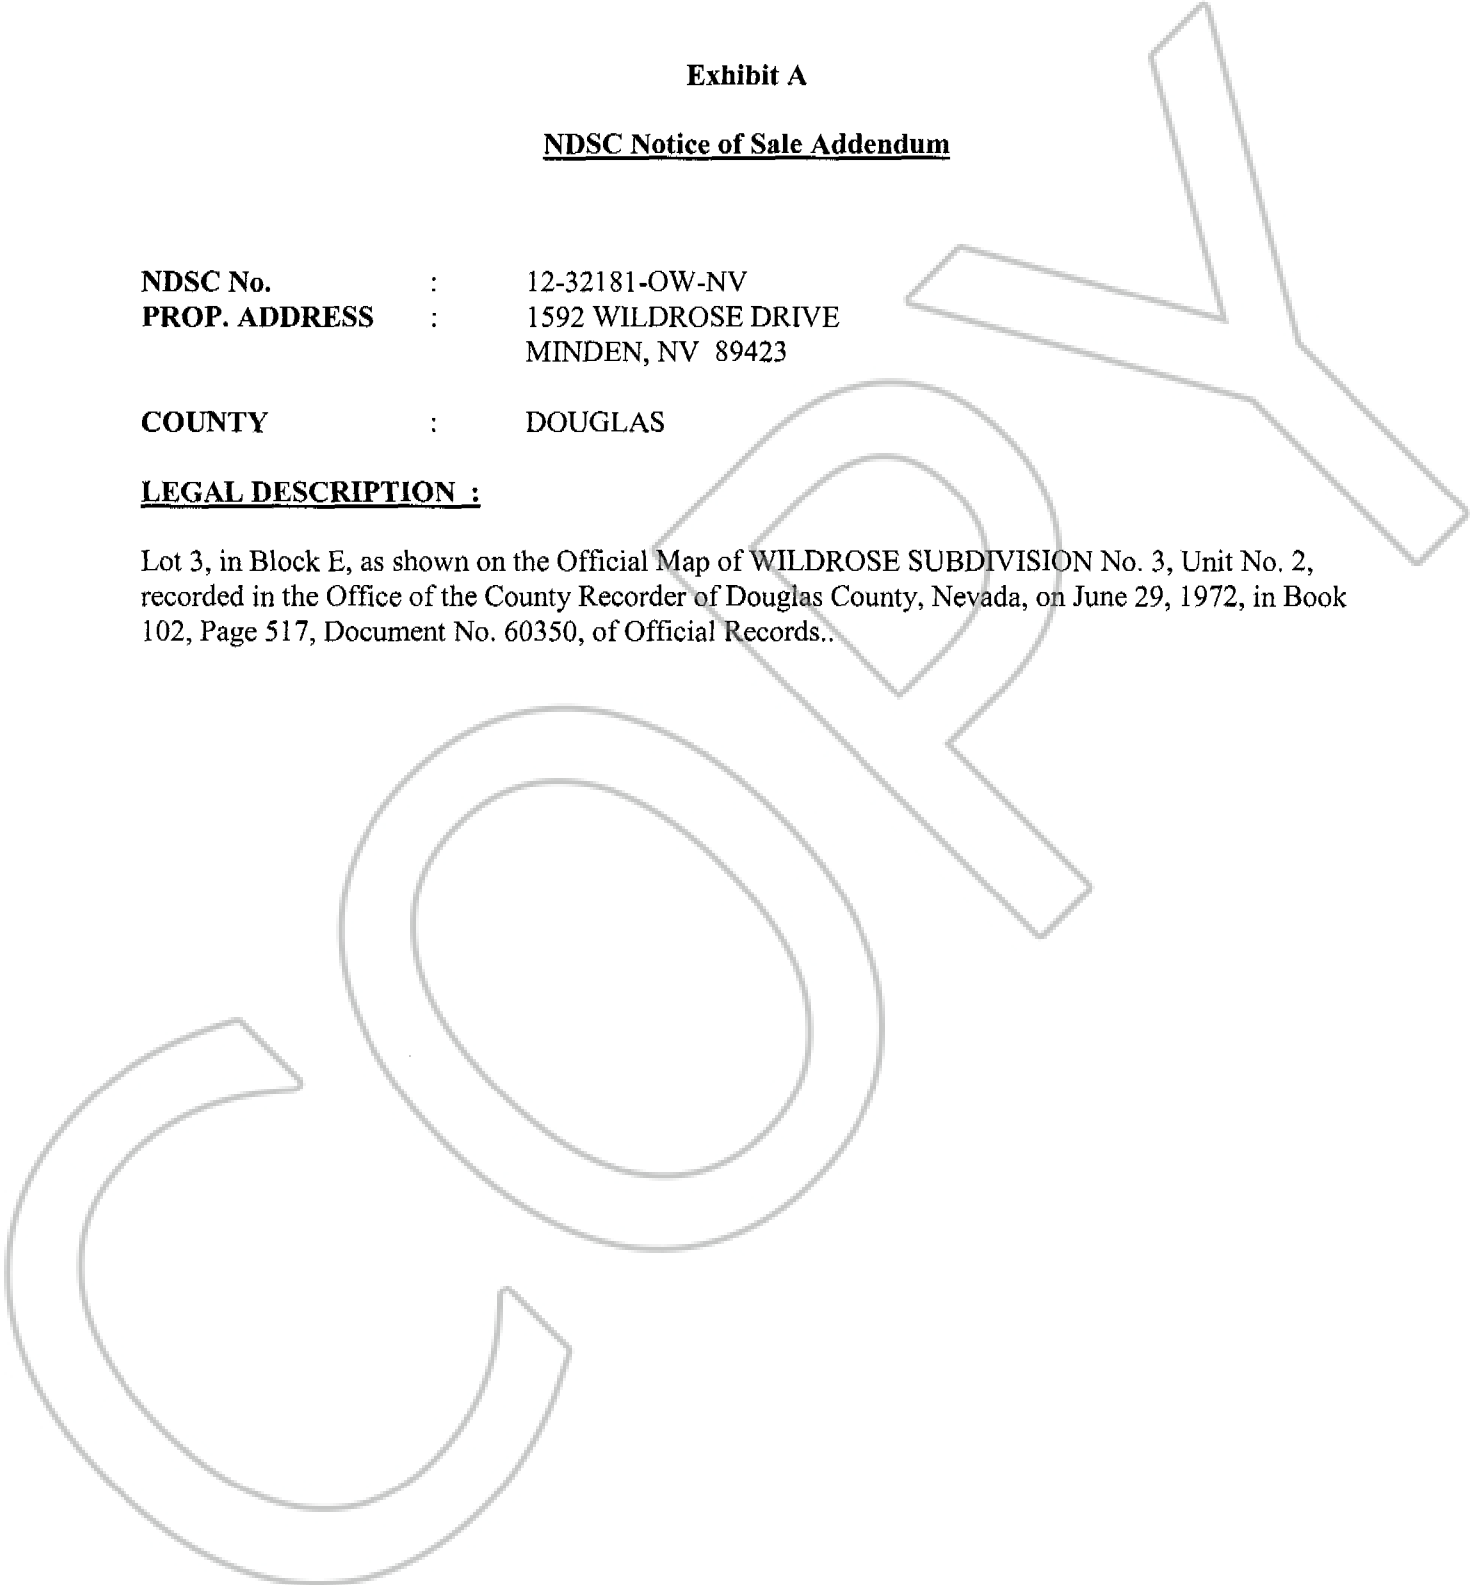 Exhibit A
NDSC Notice of Sale Addendum
NDSC No. : 12-32181-OW-NV
PROP. ADDRESS : 1592 WILDROSE DRIVE
MINDEN, NV 89423
COUNTY : DOUGLAS
LEGAL DESCRIPTION :
Lot 3, in Block E, as shown on the Official Map of WILDROSE SUBDIVISION No. 3, Unit No. 2,
recorded in the Office of the County Recorder of Douglas County, Nevada, on June 29, 1972, in Book
102, Page 517, Document No. 60350, of Official Records..
COPY